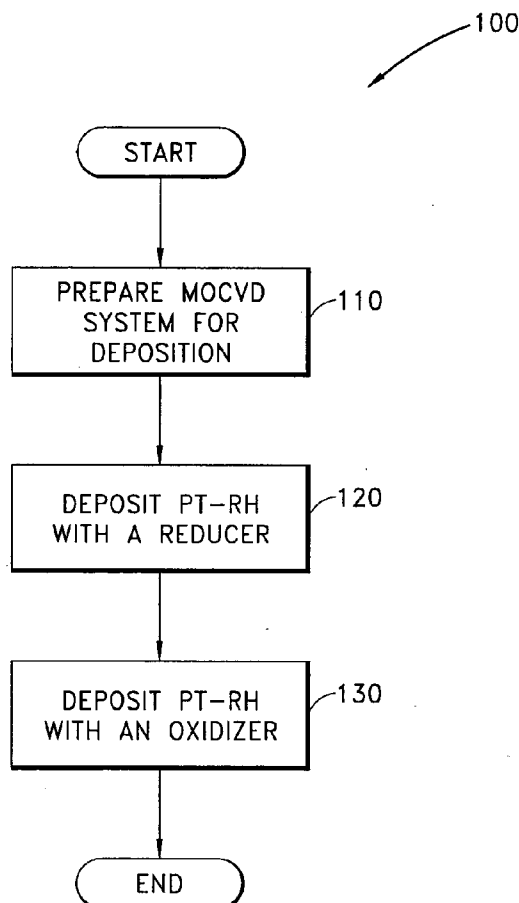 100
START
PREPARE MOCVD
SYSTEM FOR
DEPOSITION
110
DEPOSIT PT-RH
WITH A REDUCER
120
DEPOSIT PT-RH
WITH AN OXIDIZER
130
END